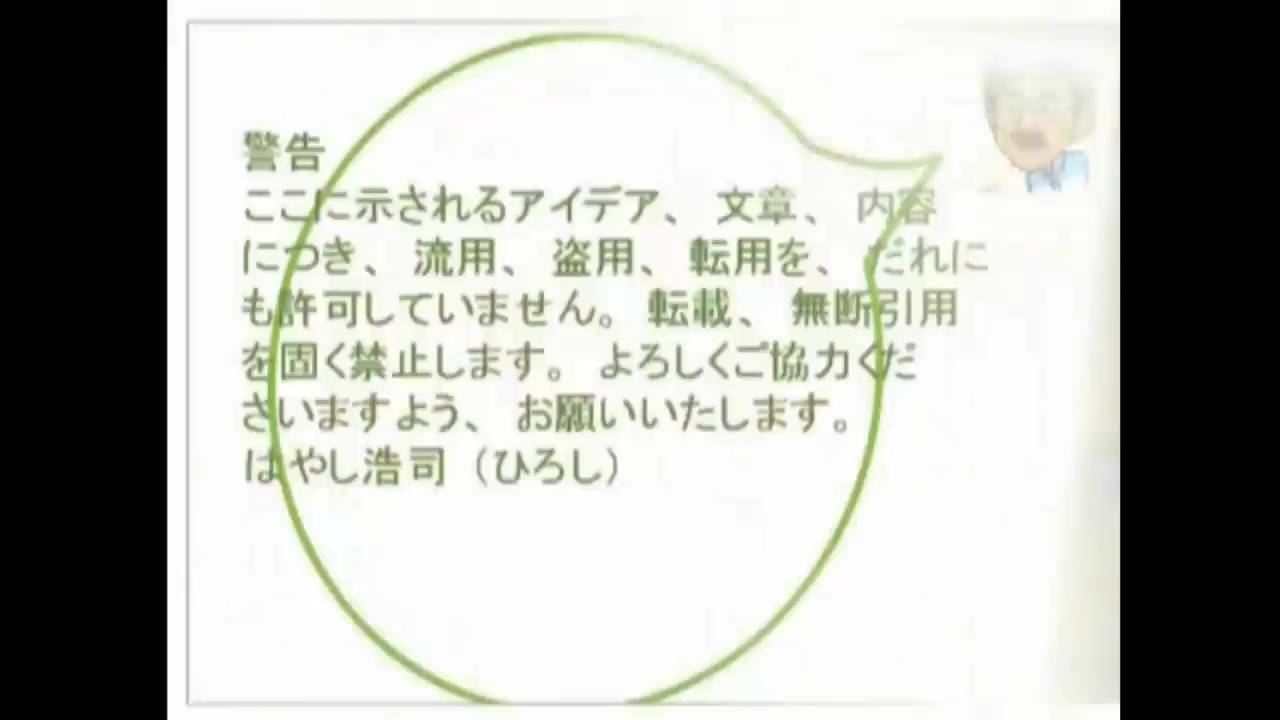 警告
ここに示されるアイデア、文章、内容
につき、流用、盗用、転用を、だれに
も許可していません。転載、無断引用
を固く禁止します。よろしくご協力くだ
さいますよう、お願いいたします。
はやし浩司（ひろし）